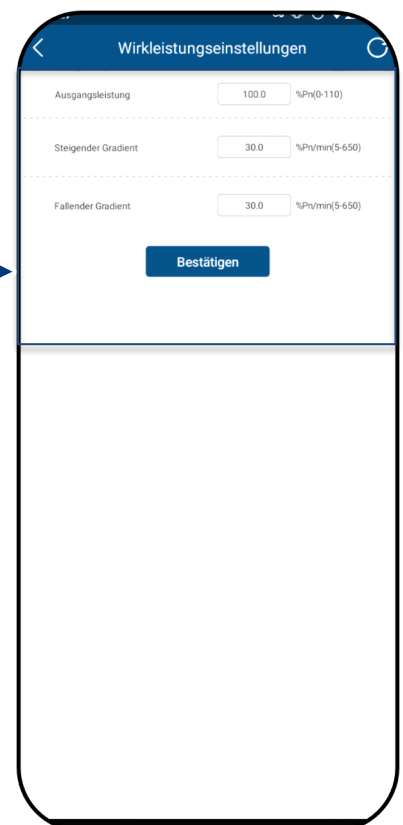 Wirkleistungseinstellungen
Ausgangsleistung 100.0 %Pn(0-110)
Steigender Gradient 30.0 %Pn/min(5-650)
Fallender Gradient 30.0 %Pn/min(5-650)
Bestätigen